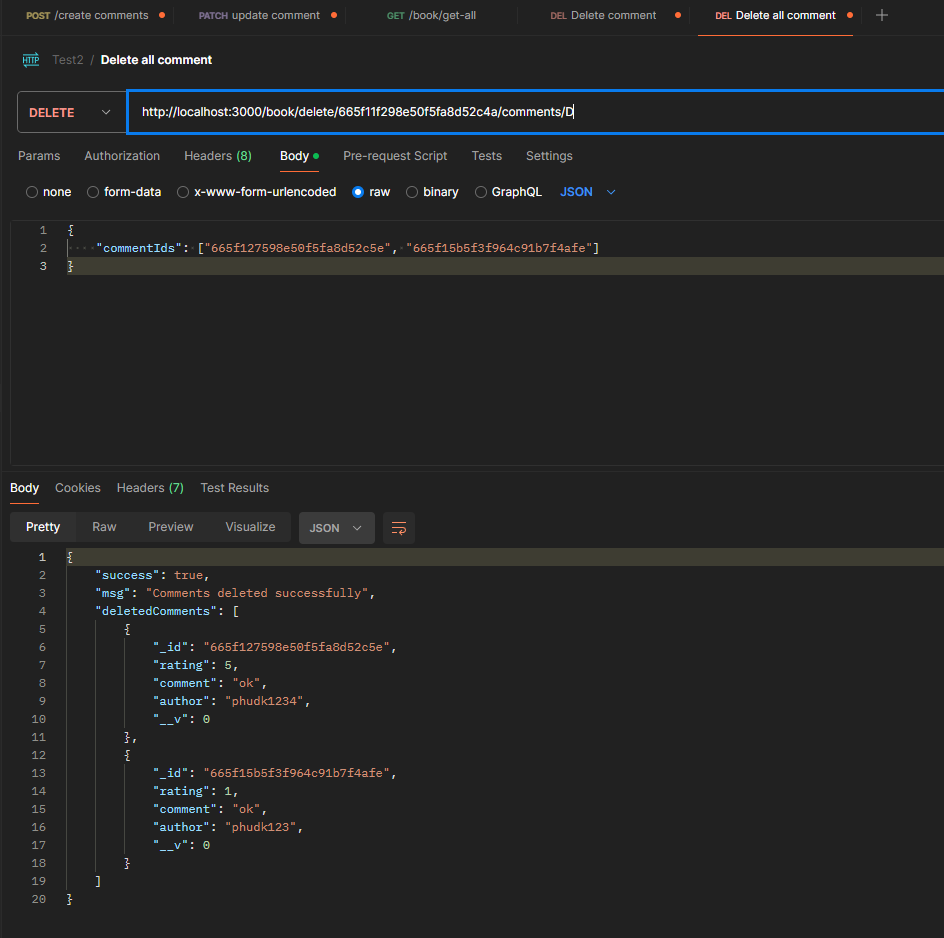 POST /create comments
PATCH update comment
GET /book/get-all
DEL Delete comment
DEL Delete all comment
HTTP Test2 / Delete all comment
DELETE http://localhost:3000/book/delete/665f11f298e50f5fa8d52c4a/comments/D
Params Authorization Headers (8) Body Pre-request Script Tests Settings
none form-data x-www-form-urlencoded raw binary GraphQL JSON
1 {
2 "commentIds": ["665f127598e50f5fa8d52c5e", "665f15b5f3f964c91b7f4afe"]
3 }
Body Cookies Headers (7) Test Results
Pretty Raw Preview Visualize JSON
1 {
2 "success": true,
3 "msg": "Comments deleted successfully",
4 "deletedComments": [
5 {
6 "_id": "665f127598e50f5fa8d52c5e",
7 "rating": 5,
8 "comment": "ok",
9 "author": "phudk1234",
10 "__v": 0
11 },
12 {
13 "_id": "665f15b5f3f964c91b7f4afe",
14 "rating": 1,
15 "comment": "ok",
16 "author": "phudk123",
17 "__v": 0
18 }
19 ]
20 }